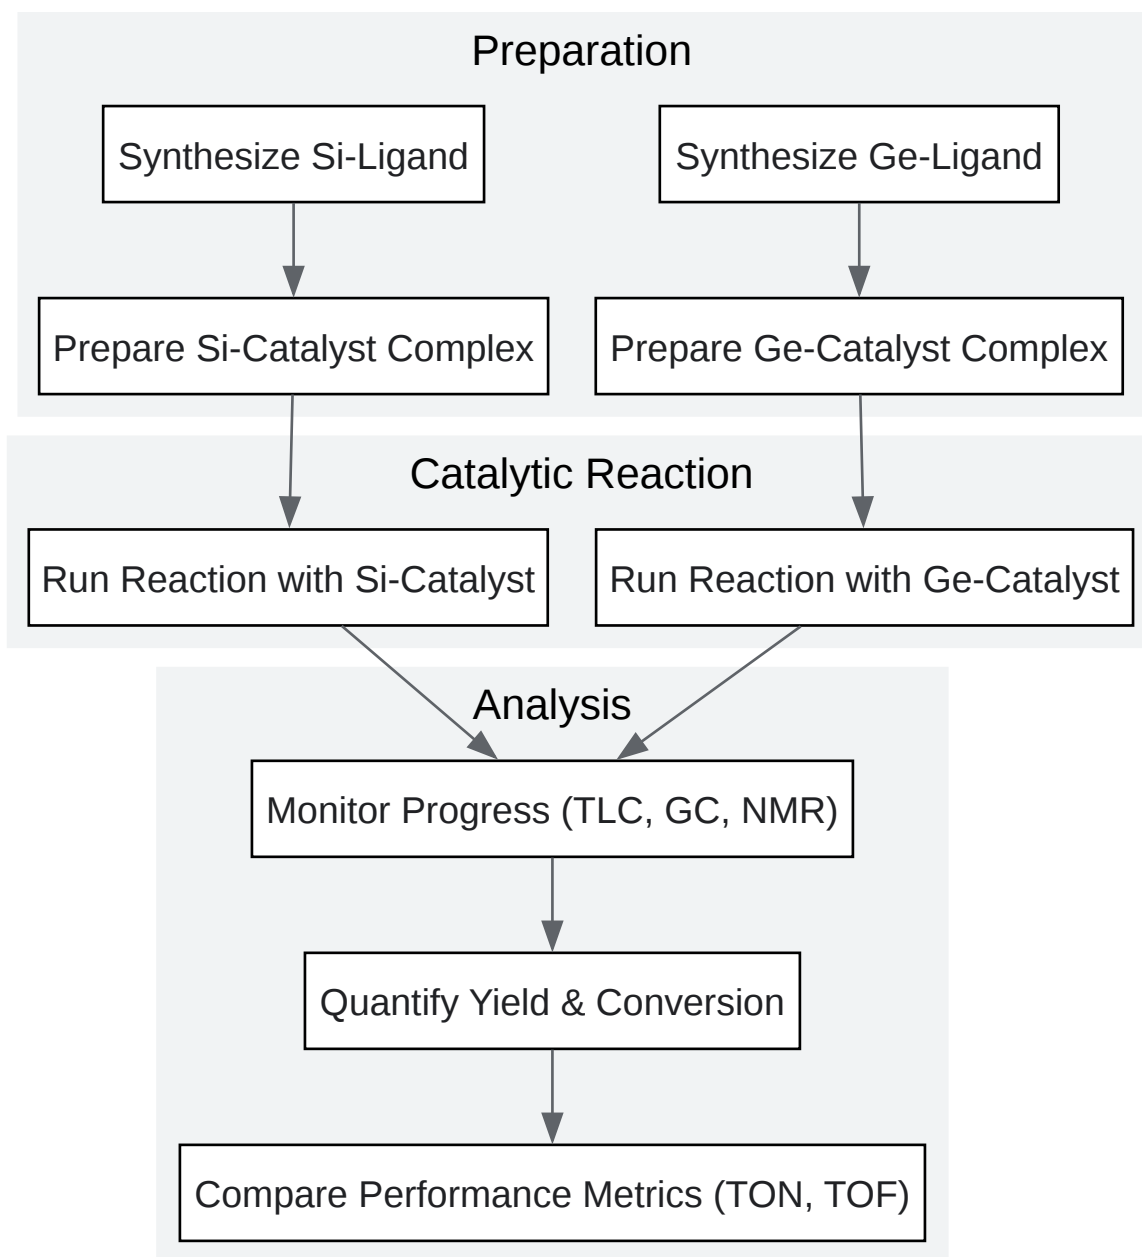 Preparation
Synthesize Si-Ligand
Synthesize Ge-Ligand
Prepare Si-Catalyst Complex
Prepare Ge-Catalyst Complex
Catalytic Reaction
Run Reaction with Si-Catalyst
Run Reaction with Ge-Catalyst
Analysis
Monitor Progress (TLC, GC, NMR)
Quantify Yield & Conversion
Compare Performance Metrics (TON, TOF)